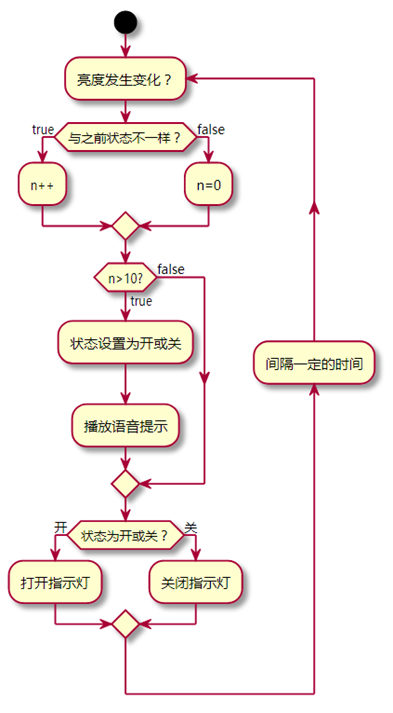 亮度发生变化？
与之前状态不一样？
true
false
n++
n=0
n>10?
false
true
状态设置为开或关
间隔一定的时间
播放语音提示
状态为开或关？
开
关
打开指示灯
关闭指示灯